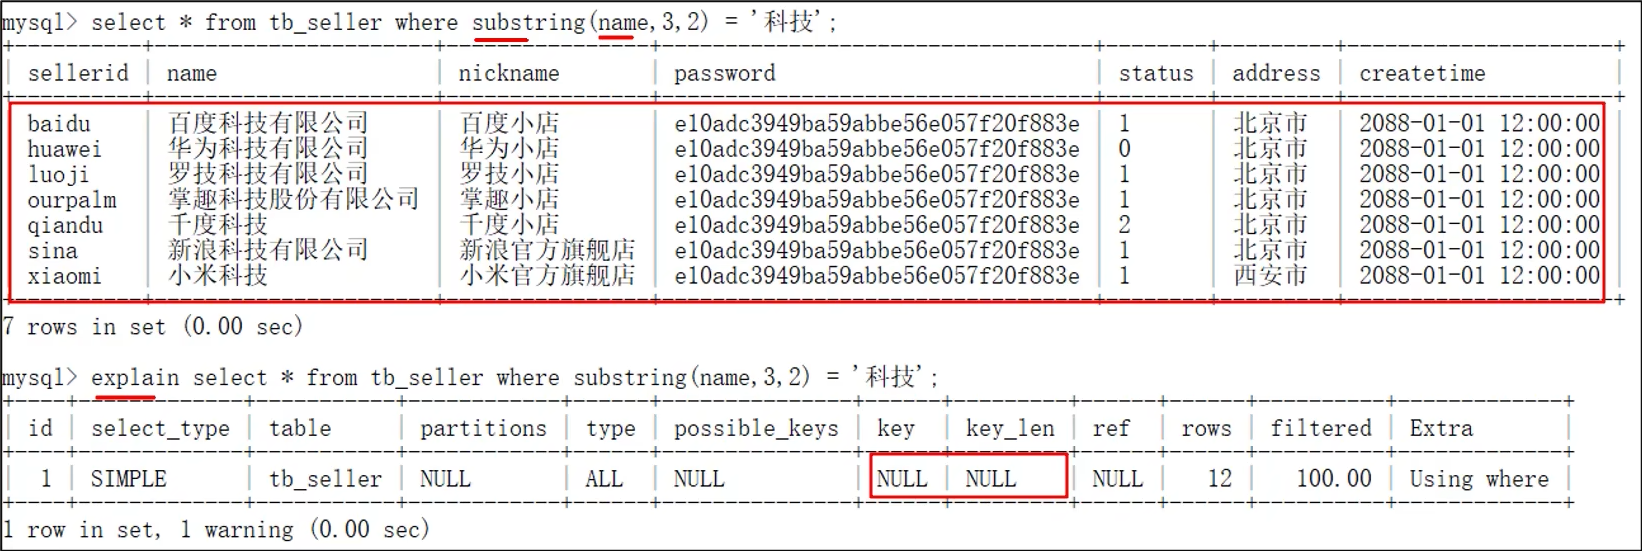 mysql> select * from tb_seller where substring(name,3,2) = '科技';
| sellerid | name | nickname | password | status | address | createtime |
| baidu | 百度科技有限公司 | 百度小店 | e10adc3949ba59abbe56e057f20f883e | 1 | 北京市 | 2088-01-01 12:00:00
| huawei | 华为科技有限公司 | 华为小店 | e10adc3949ba59abbe56e057f20f883e | 0 | 北京市 | 2088-01-01 12:00:00
| luoji | 罗技科技有限公司 | 罗技小店 | e10adc3949ba59abbe56e057f20f883e | 1 | 北京市 | 2088-01-01 12:00:00
| ourpalm | 掌趣科技股份有限公司 | 掌趣小店 | e10adc3949ba59abbe56e057f20f883e | 1 | 北京市 | 2088-01-01 12:00:00
| qiandu | 千度科技 | 千度小店 | e10adc3949ba59abbe56e057f20f883e | 2 | 北京市 | 2088-01-01 12:00:00
| sina | 新浪科技有限公司 | 新浪官方旗舰店 | e10adc3949ba59abbe56e057f20f883e | 1 | 北京市 | 2088-01-01 12:00:00
| xiaomi | 小米科技 | 小米官方旗舰店 | e10adc3949ba59abbe56e057f20f883e | 1 | 西安市 | 2088-01-01 12:00:00
7 rows in set (0.00 sec)
mysql> explain select * from tb_seller where substring(name,3,2) = '科技';
| id | select_type | table | partitions | type | possible_keys | key | key_len | ref | rows | filtered | Extra |
| 1 | SIMPLE | tb_seller | NULL | ALL | NULL | NULL | NULL | NULL | 12 | 100.00 | Using where |
1 row in set, 1 warning (0.00 sec)